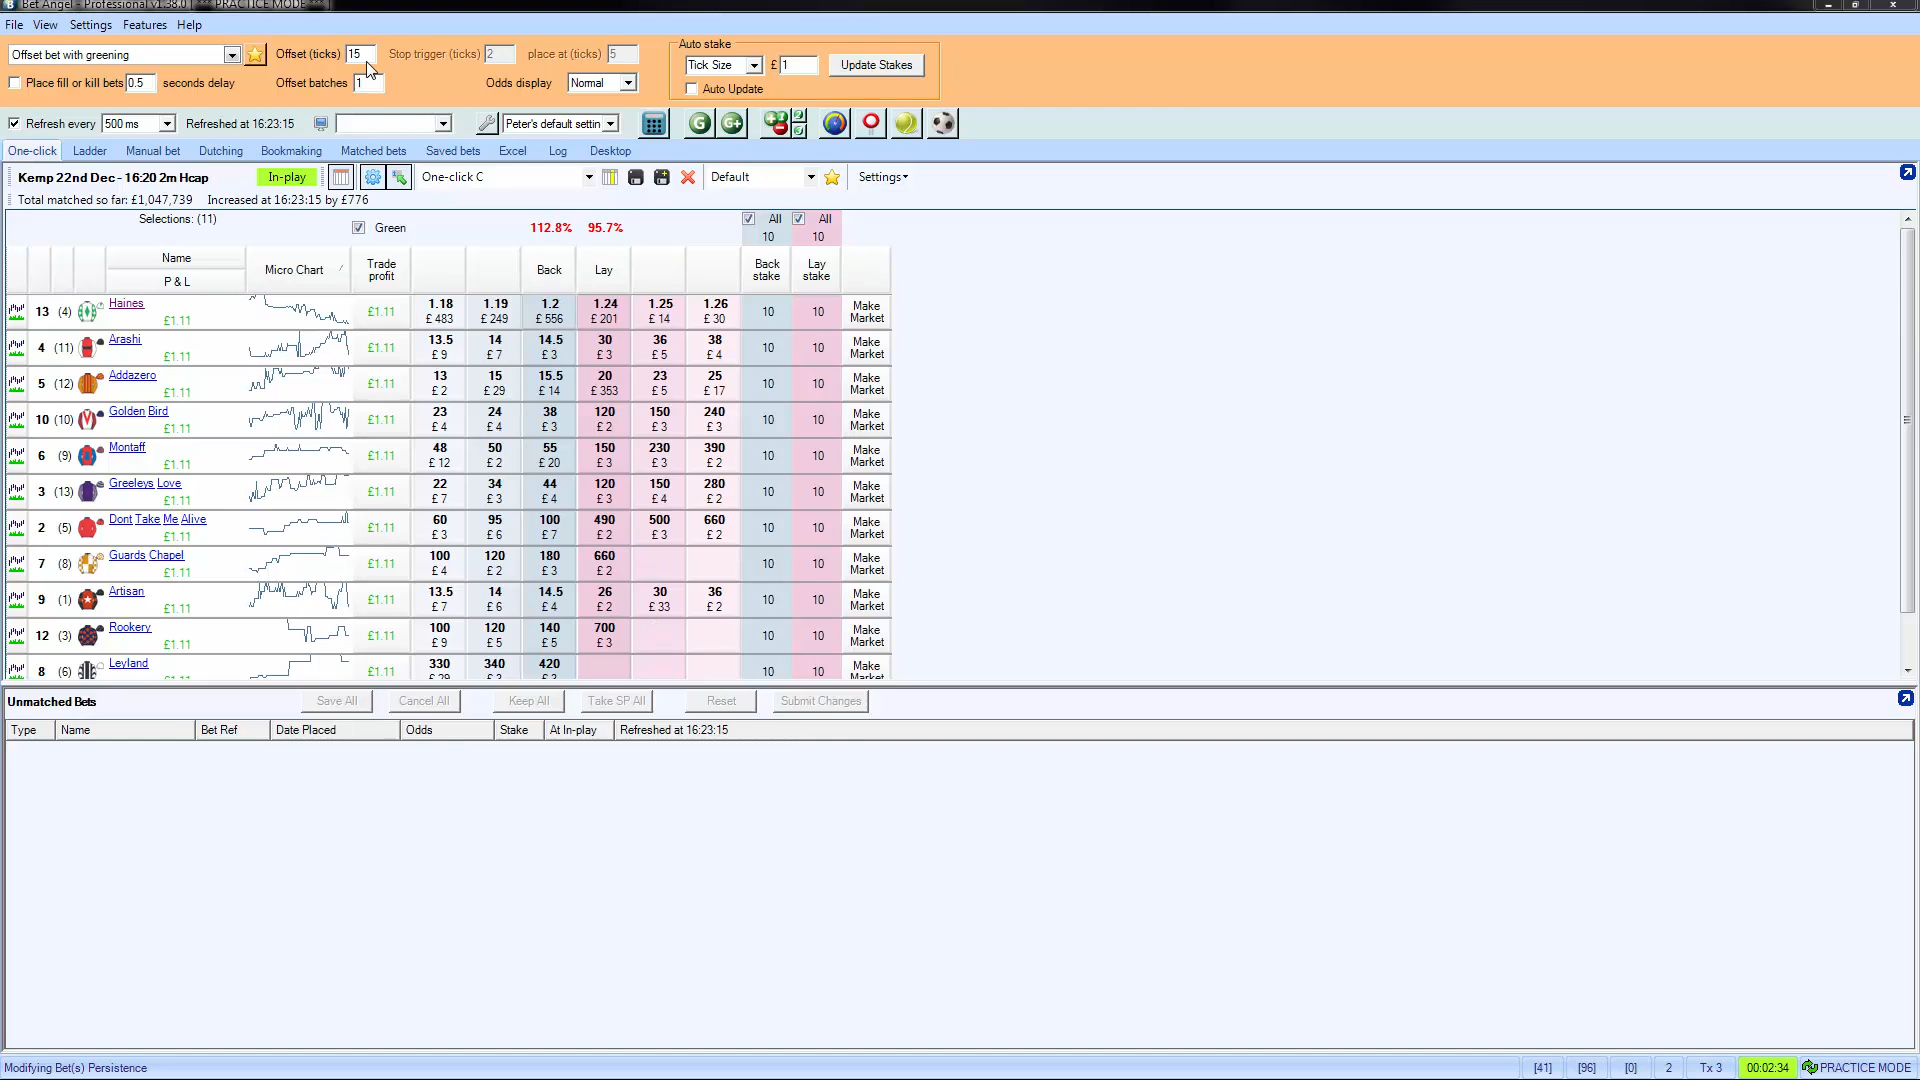 Bet Angel - Professional v1.38.0 [ *** PRACTICE MODE *** ]
File View Settings Features Help
Offset bet with greening Offset (ticks) 15 Stop trigger (ticks) 2 place at (ticks) 5
Auto stake
Tick Size £ 1 Update Stakes
Place fill or kill bets 0.5 seconds delay Offset batches 1 Odds display Normal
Auto Update
Refresh every 500 ms Refreshed at 16:23:15 Peter's default settin G G+
One-click Ladder Manual bet Dutching Bookmaking Matched bets Saved bets Excel Log Desktop
Kemp 22nd Dec - 16:20 2m Hcap In-play One-click C Default Settings
Total matched so far: £1,047,739 Increased at 16:23:15 by £776
Selections: (11) Green 112.8% 95.7% All 10 All 10
Name P & L Micro Chart Trade profit Back Lay Back stake Lay stake
13 (4) Haines £1.11 £1.11 1.18 £ 483 1.19 £ 249 1.2 £ 556 1.24 £ 201 1.25 £ 14 1.26 £ 30 10 10 Make Market
4 (11) Arashi £1.11 £1.11 13.5 £ 9 14 £ 7 14.5 £ 3 30 £ 3 36 £ 5 38 £ 4 10 10 Make Market
5 (12) Addazero £1.11 £1.11 13 £ 2 15 £ 29 15.5 £ 14 20 £ 353 23 £ 5 25 £ 17 10 10 Make Market
10 (10) Golden Bird £1.11 £1.11 23 £ 4 24 £ 4 38 £ 3 120 £ 2 150 £ 3 240 £ 3 10 10 Make Market
6 (9) Montaff £1.11 £1.11 48 £ 12 50 £ 2 55 £ 20 150 £ 3 230 £ 3 390 £ 2 10 10 Make Market
3 (13) Greeleys Love £1.11 £1.11 22 £ 7 34 £ 3 44 £ 4 120 £ 3 150 £ 4 280 £ 2 10 10 Make Market
2 (5) Dont Take Me Alive £1.11 £1.11 60 £ 3 95 £ 6 100 £ 7 490 £ 2 500 £ 3 660 £ 2 10 10 Make Market
7 (8) Guards Chapel £1.11 £1.11 100 £ 4 120 £ 2 180 £ 3 660 £ 2 10 10 Make Market
9 (1) Artisan £1.11 £1.11 13.5 £ 7 14 £ 6 14.5 £ 4 26 £ 2 30 £ 33 36 £ 2 10 10 Make Market
12 (3) Rookery £1.11 £1.11 100 £ 9 120 £ 5 140 £ 5 700 £ 3 10 10 Make Market
8 (6) Leyland £1.11 330 340 420 10 10 Make Market
Unmatched Bets Save All Cancel All Keep All Take SP All Reset Submit Changes
Type Name Bet Ref Date Placed Odds Stake At In-play Refreshed at 16:23:15
Modifying Bet(s) Persistence [41] [96] [0] 2 Tx 3 00:02:34 PRACTICE MODE